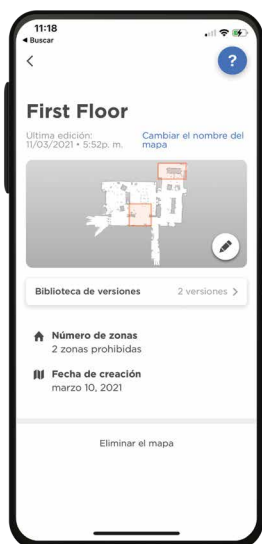 11:18
◀ Buscar
?
First Floor
Última edición:
Cambiar el nombre del
11/03/2021 • 5:52p. m.
mapa
Biblioteca de versiones
2 versiones >
Número de zonas
2 zonas prohibidas
Fecha de creación
marzo 10, 2021
Eliminar el mapa